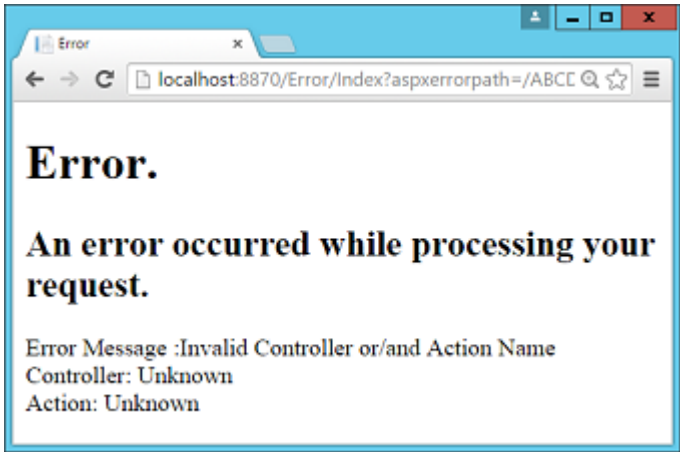 Error
localhost:8870/Error/Index?aspxerrorpath=/ABCD
Error.
An error occurred while processing your
request.
Error Message :Invalid Controller or/and Action Name
Controller: Unknown
Action: Unknown